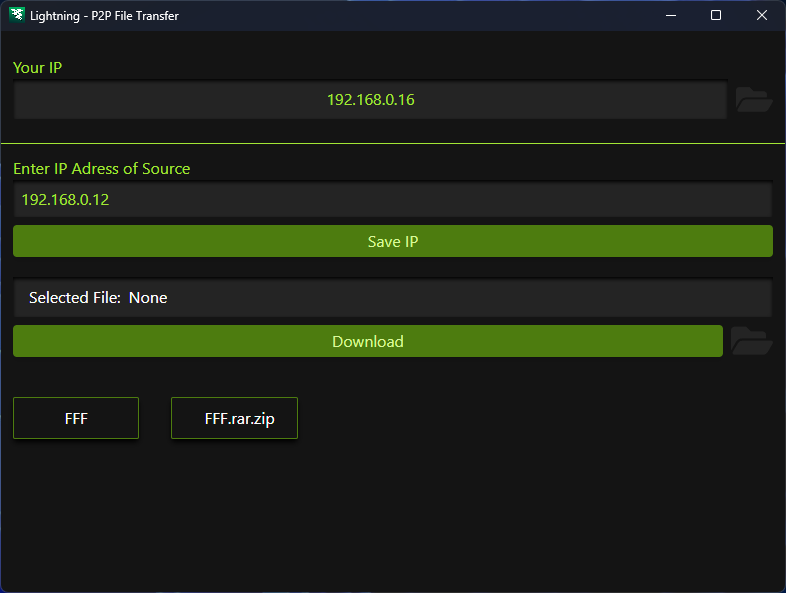 Lightning - P2P File Transfer
Your IP
192.168.0.16
Enter IP Adress of Source
192.168.0.12
Save IP
Selected File: None
Download
FFF FFF.rar.zip